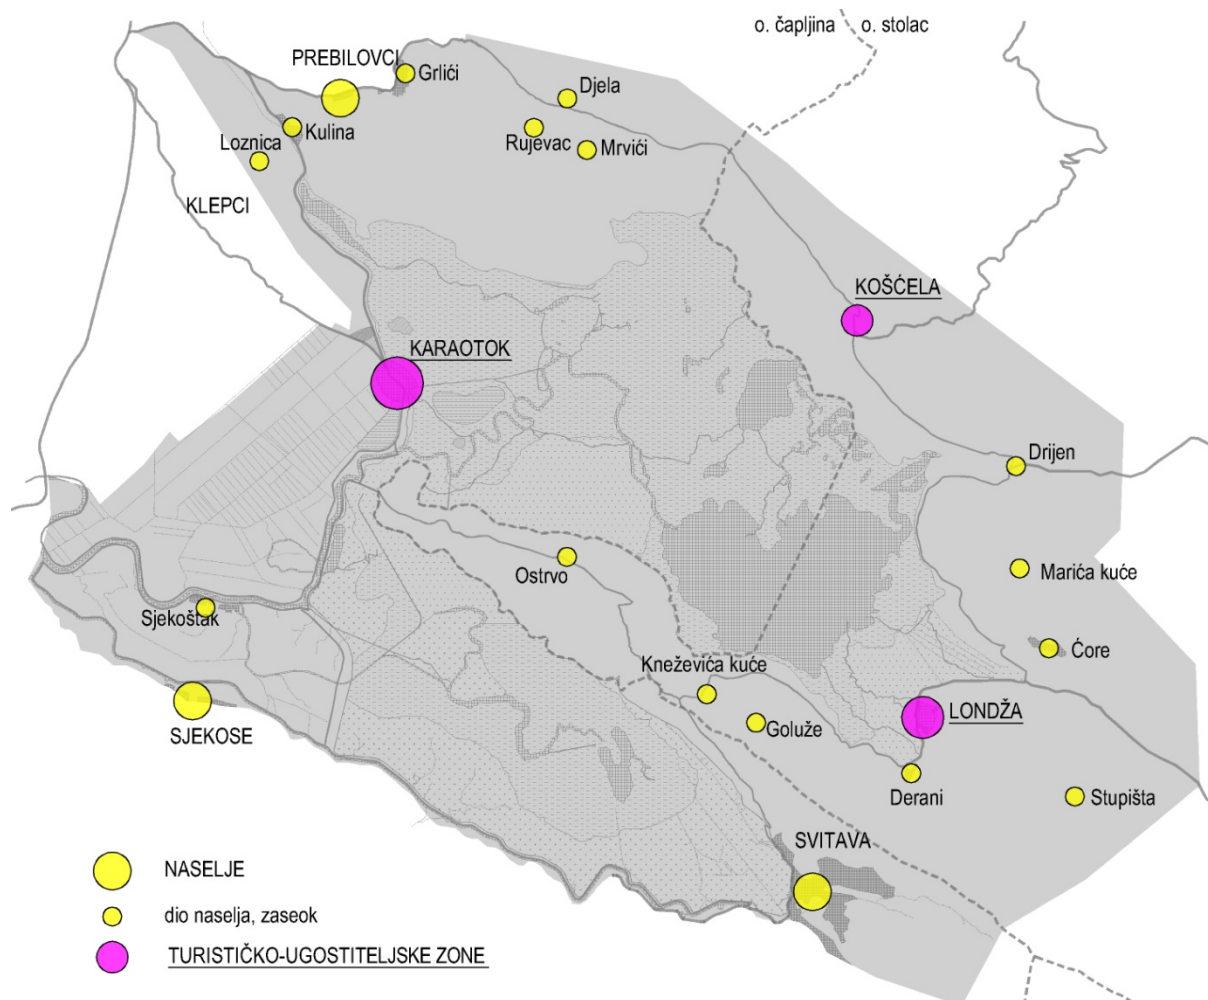 o. čapljina
o. stolac
PREBILOVCI
Grlići
Djela
Kulina
Rujevac
Mrvići
Loznica
KLEPCI
KOŠĆELA
KARAOTOK
Drijen
Ostrvo
Marića kuće
Sjekoštak
Ćore
Kneževića kuće
LONDŽA
Goluže
SJEKOSE
Derani
Stupišta
SVITAVA
NASELJE
dio naselja, zaseok
TURISTIČKO-UGOSTITELJSKE ZONE